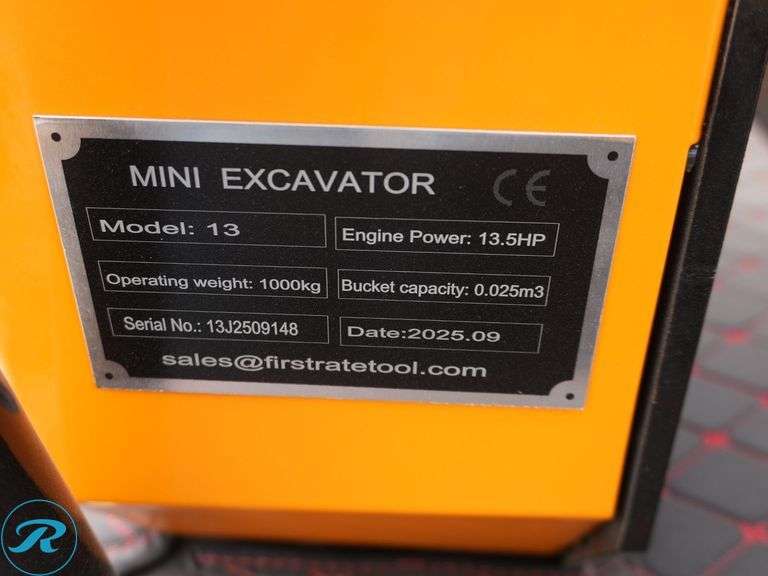 MINI EXCAVATOR CE
Model: 13
Engine Power: 13.5HP
Operating weight: 1000kg
Bucket capacity: 0.025m3
Serial No.: 13J2509148
Date:2025.09
sales@firstratetool.com
R